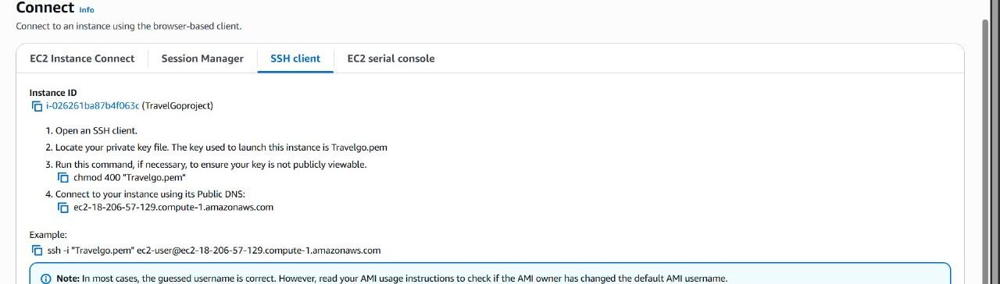 Connect Info
Connect to an instance using the browser-based client.
EC2 Instance Connect Session Manager SSH client EC2 serial console
Instance ID
i-026261ba87b4f063c (TravelGoproject)
1. Open an SSH client.
2. Locate your private key file. The key used to launch this instance is Travelgo.pem
3. Run this command, if necessary, to ensure your key is not publicly viewable.
chmod 400 "Travelgo.pem"
4. Connect to your instance using its Public DNS:
ec2-18-206-57-129.compute-1.amazonaws.com
Example:
ssh -i "Travelgo.pem" ec2-user@ec2-18-206-57-129.compute-1.amazonaws.com
Note: In most cases, the guessed username is correct. However, read your AMI usage instructions to check if the AMI owner has changed the default AMI username.